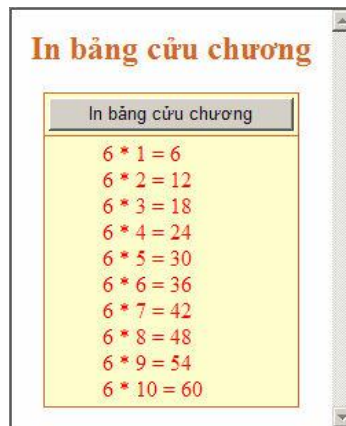 In bảng cửu chương
In bảng cửu chương
6 * 1 = 6
6 * 2 = 12
6 * 3 = 18
6 * 4 = 24
6 * 5 = 30
6 * 6 = 36
6 * 7 = 42
6 * 8 = 48
6 * 9 = 54
6 * 10 = 60